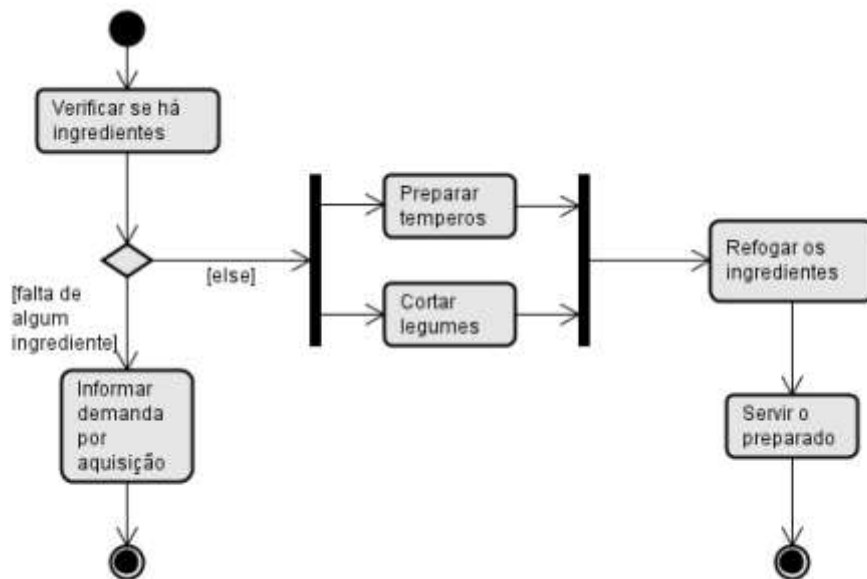 Verificar se há
ingredientes
[falta de
algum
ingrediente]
[else]
Informar
demanda
por
aquisição
Preparar
temperos
Cortar
legumes
Refogar os
ingredientes
Servir o
preparado